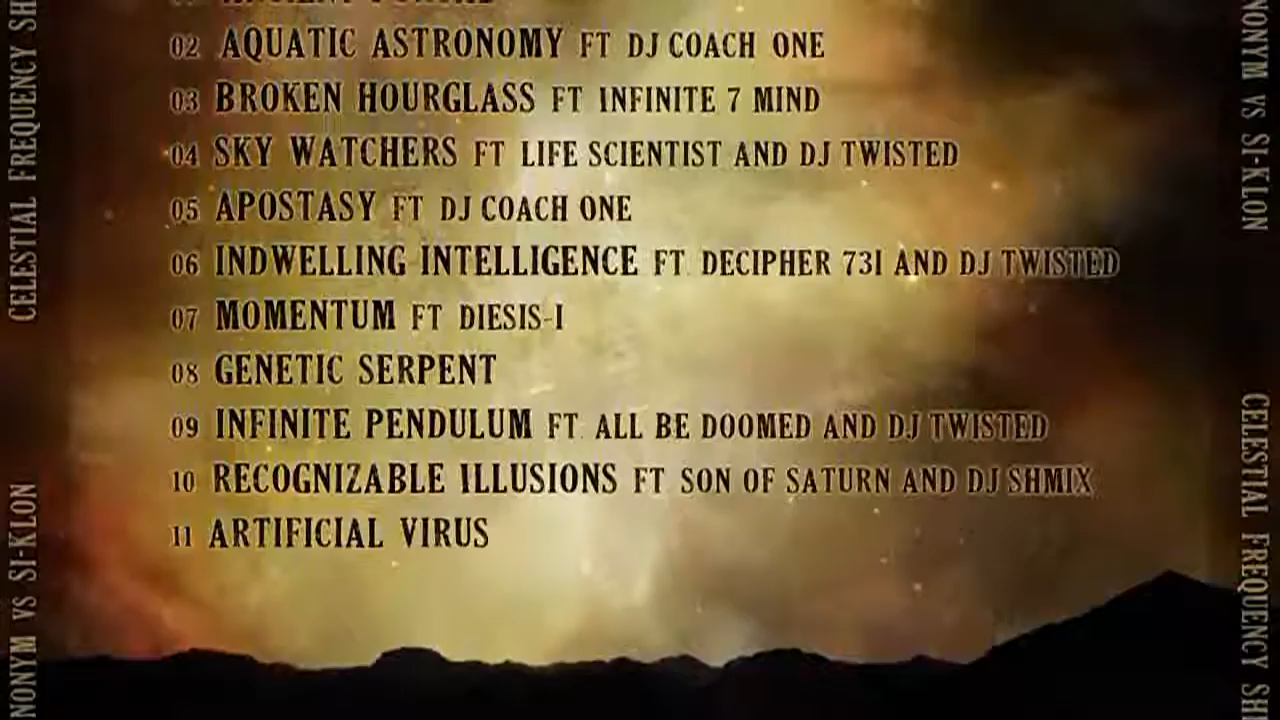 02 AQUATIC ASTRONOMY FT DJ COACH ONE
03 BROKEN HOURGLASS FT INFINITE 7 MIND
04 SKY WATCHERS FT LIFE SCIENTIST AND DJ TWISTED
05 APOSTASY FT DJ COACH ONE
06 INDWELLING INTELLIGENCE FT DECIPHER 731 AND DJ TWISTED
07 MOMENTUM FT DIESIS-I
08 GENETIC SERPENT
09 INFINITE PENDULUM FT ALL BE DOOMED AND DJ TWISTED
10 RECOGNIZABLE ILLUSIONS FT SON OF SATURN AND DJ SHMIX
11 ARTIFICIAL VIRUS
CELESTIAL FREQUENCY SH
NONYM VS SI-KLON
NONYM VS SI-KLON
CELESTIAL FREQUENCY SHI